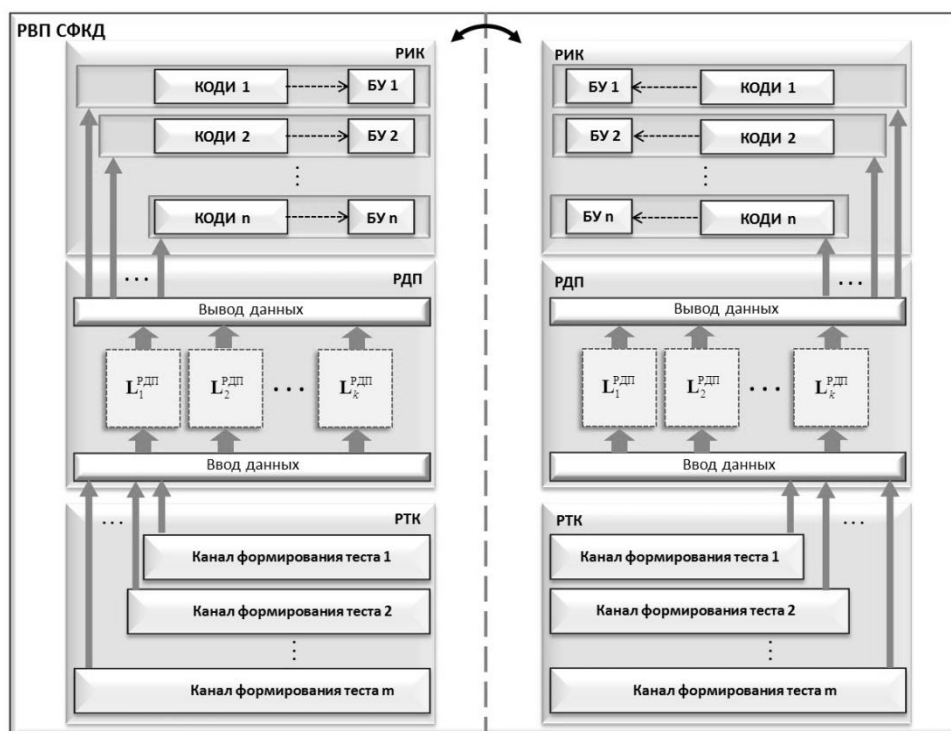 РВП СФКД
РИК
КОДИ 1
БУ 1
КОДИ 2
БУ 2
⋮
КОДИ n
БУ n
РДП
...
Вывод данных
L₁^РДП
L₂^РДП
...
Lₖ^РДП
Ввод данных
РТК
...
Канал формирования теста 1
Канал формирования теста 2
⋮
Канал формирования теста m
РИК
БУ 1
КОДИ 1
БУ 2
КОДИ 2
⋮
БУ n
КОДИ n
РДП
...
Вывод данных
L₁^РДП
L₂^РДП
...
Lₖ^РДП
Ввод данных
РТК
...
Канал формирования теста 1
Канал формирования теста 2
⋮
Канал формирования теста m